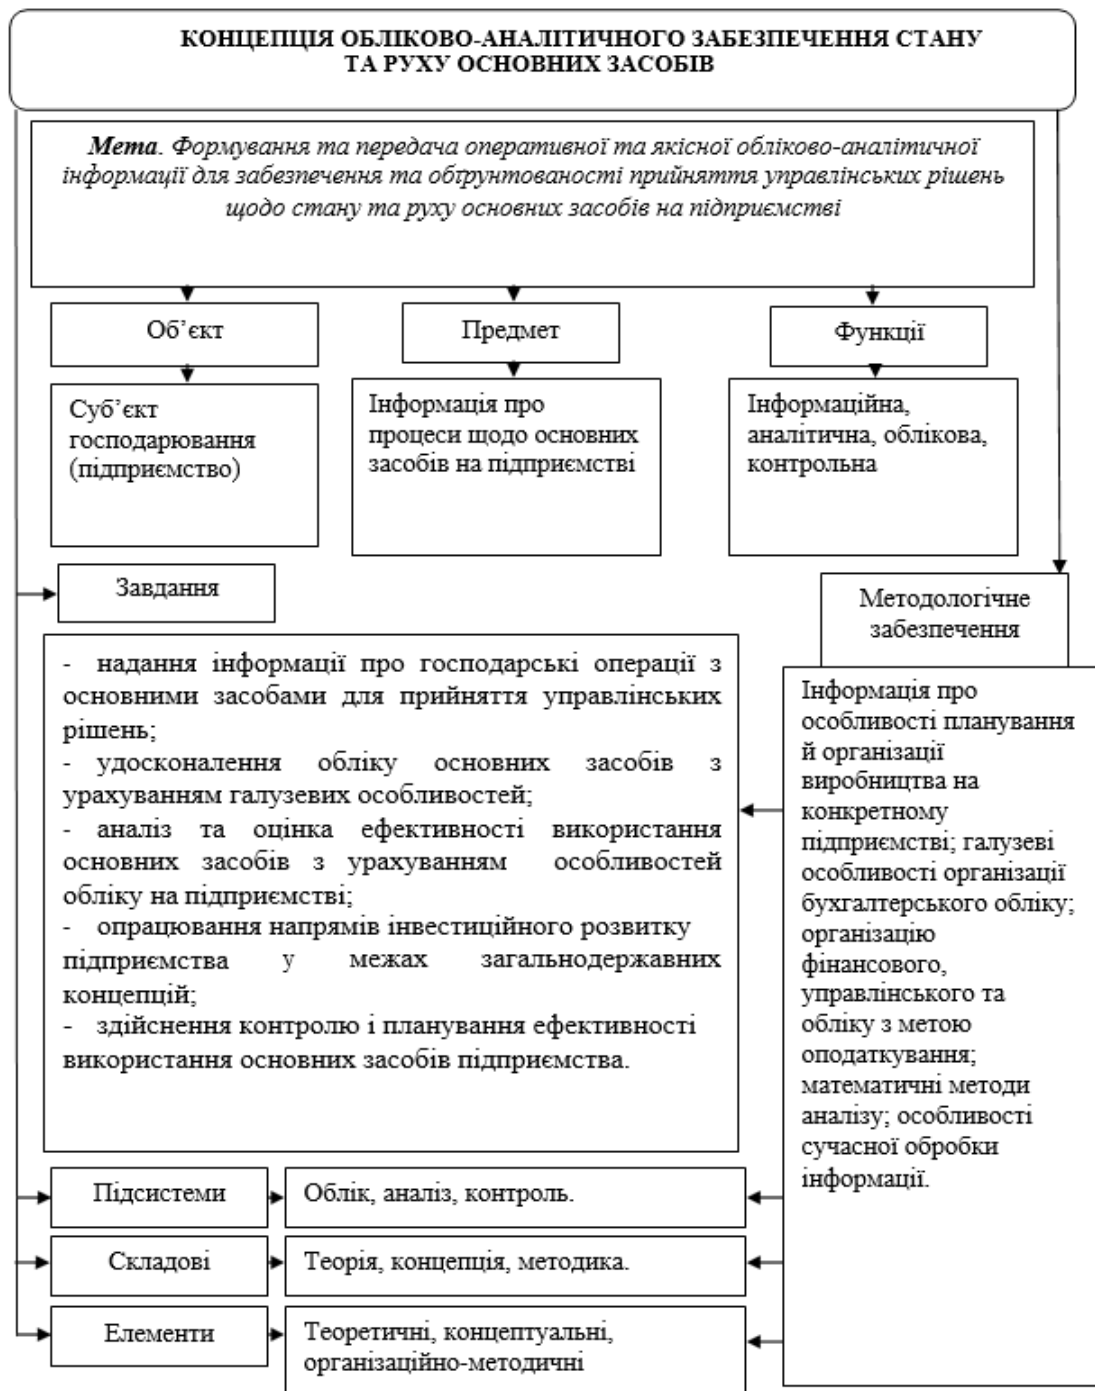 КОНЦЕПЦІЯ ОБЛІКОВО-АНАЛІТИЧНОГО ЗАБЕЗПЕЧЕННЯ СТАНУ
ТА РУХУ ОСНОВНИХ ЗАСОБІВ
Мета. Формування та передача оперативної та якісної обліково-аналітичної
інформації для забезпечення та обґрунтованості прийняття управлінських рішень
щодо стану та руху основних засобів на підприємстві
Об’єкт
Предмет
Функції
Суб’єкт
господарювання
(підприємство)
Інформація про
процеси щодо основних
засобів на підприємстві
Інформаційна,
аналітична, облікова,
контрольна
Завдання
- надання інформації про господарські операції з
основними засобами для прийняття управлінських
рішень;
- удосконалення обліку основних засобів з
урахуванням галузевих особливостей;
- аналіз та оцінка ефективності використання
основних засобів з урахуванням особливостей
обліку на підприємстві;
- опрацювання напрямів інвестиційного розвитку
підприємства у межах загальнодержавних
концепцій;
- здійснення контролю і планування ефективності
використання основних засобів підприємства.
Методологічне
забезпечення
Інформація про
особливості планування
й організації
виробництва на
конкретному
підприємстві; галузеві
особливості організації
бухгалтерського обліку;
організацію
фінансового,
управлінського та
обліку з метою
оподаткування;
математичні методи
аналізу; особливості
сучасної обробки
інформації.
Підсистеми
Облік, аналіз, контроль.
Складові
Теорія, концепція, методика.
Елементи
Теоретичні, концептуальні,
організаційно-методичні